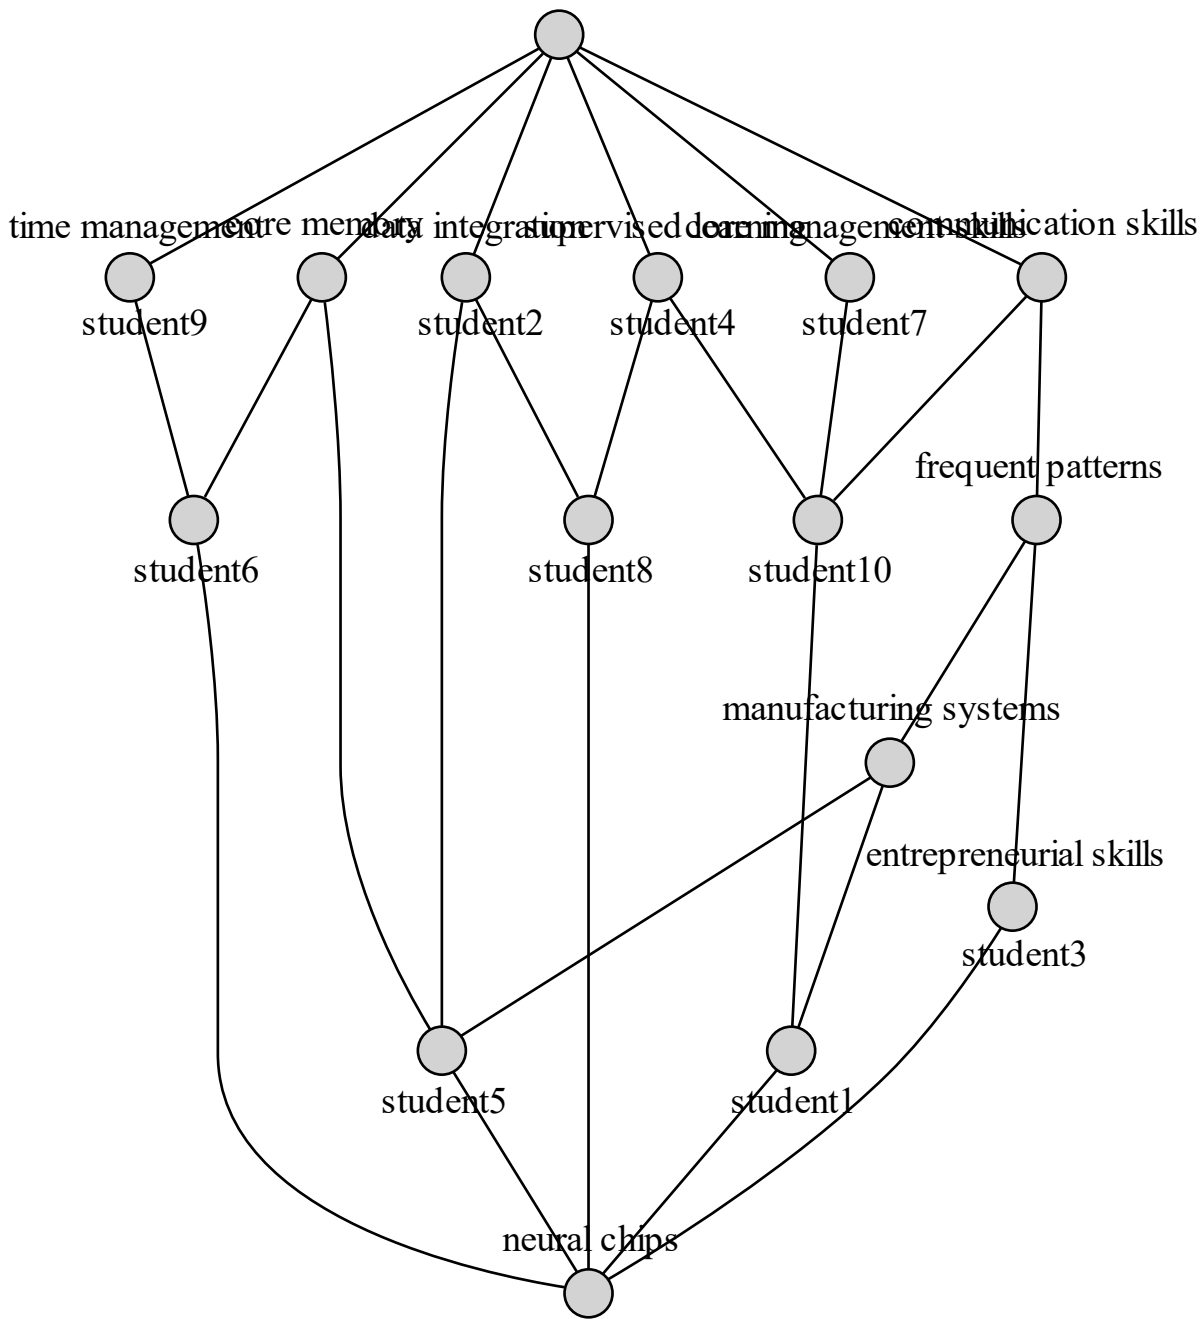 time management
core memory
data integration
supervised learning
management skills
communication skills
student9
student2
student4
student7
frequent patterns
student6
student8
student10
manufacturing systems
entrepreneurial skills
student3
student5
student1
neural chips